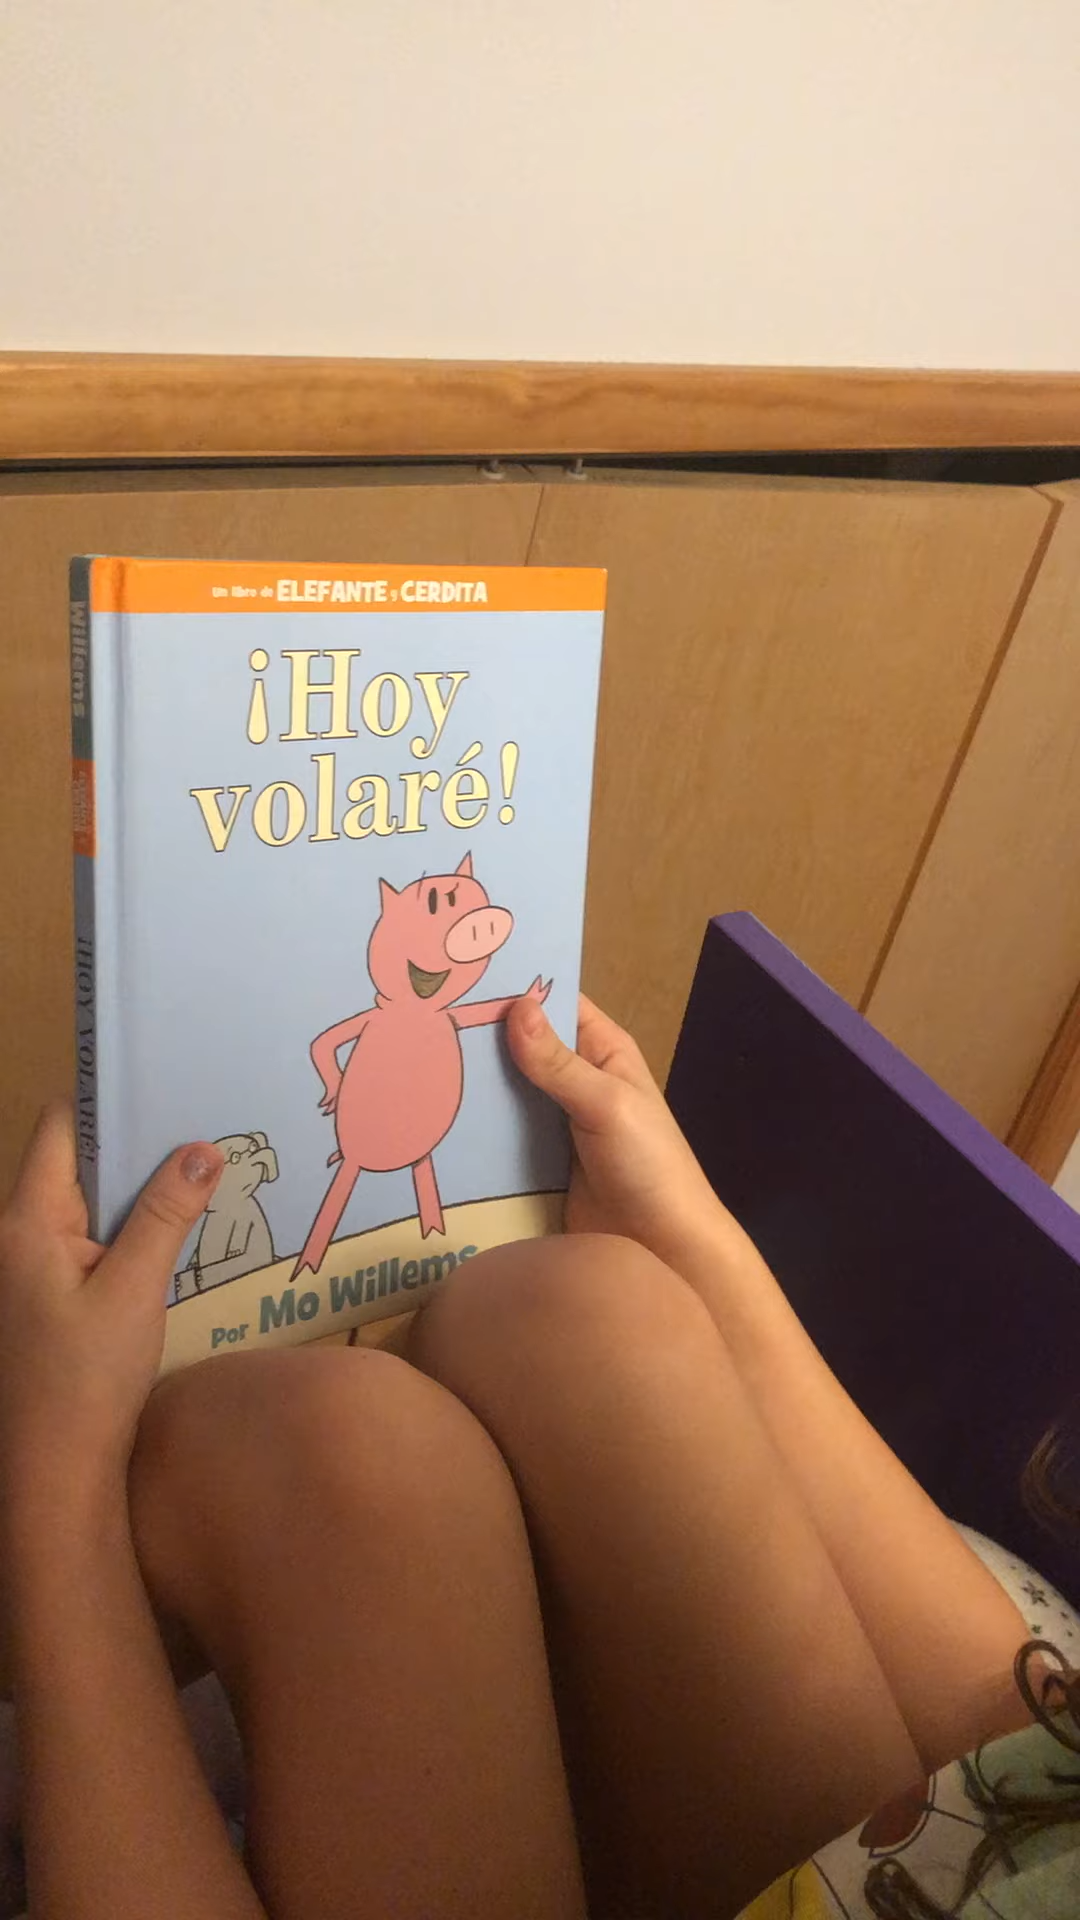 Un libro de ELEFANTE y CERDITA
¡Hoy
volaré!
Por Mo Willems
Willems
¡HOY VOLARÉ!